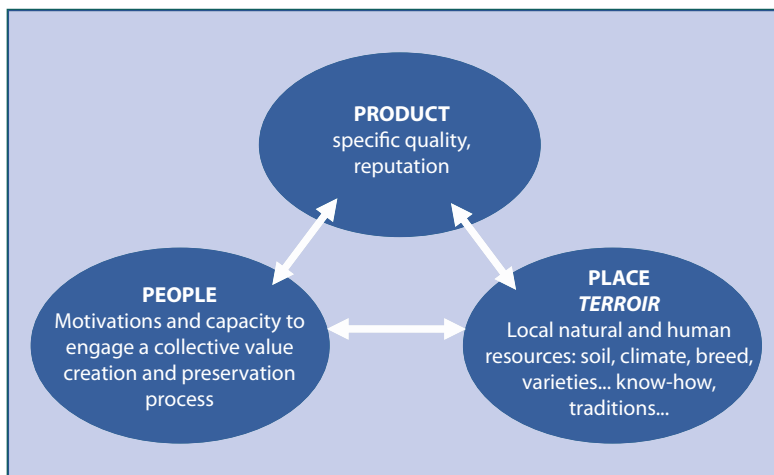 PRODUCT
specific quality,
reputation
PEOPLE
Motivations and capacity to
engage a collective value
creation and preservation
process
PLACE
TERROIR
Local natural and human
resources: soil, climate, breed,
varieties... know-how,
traditions...